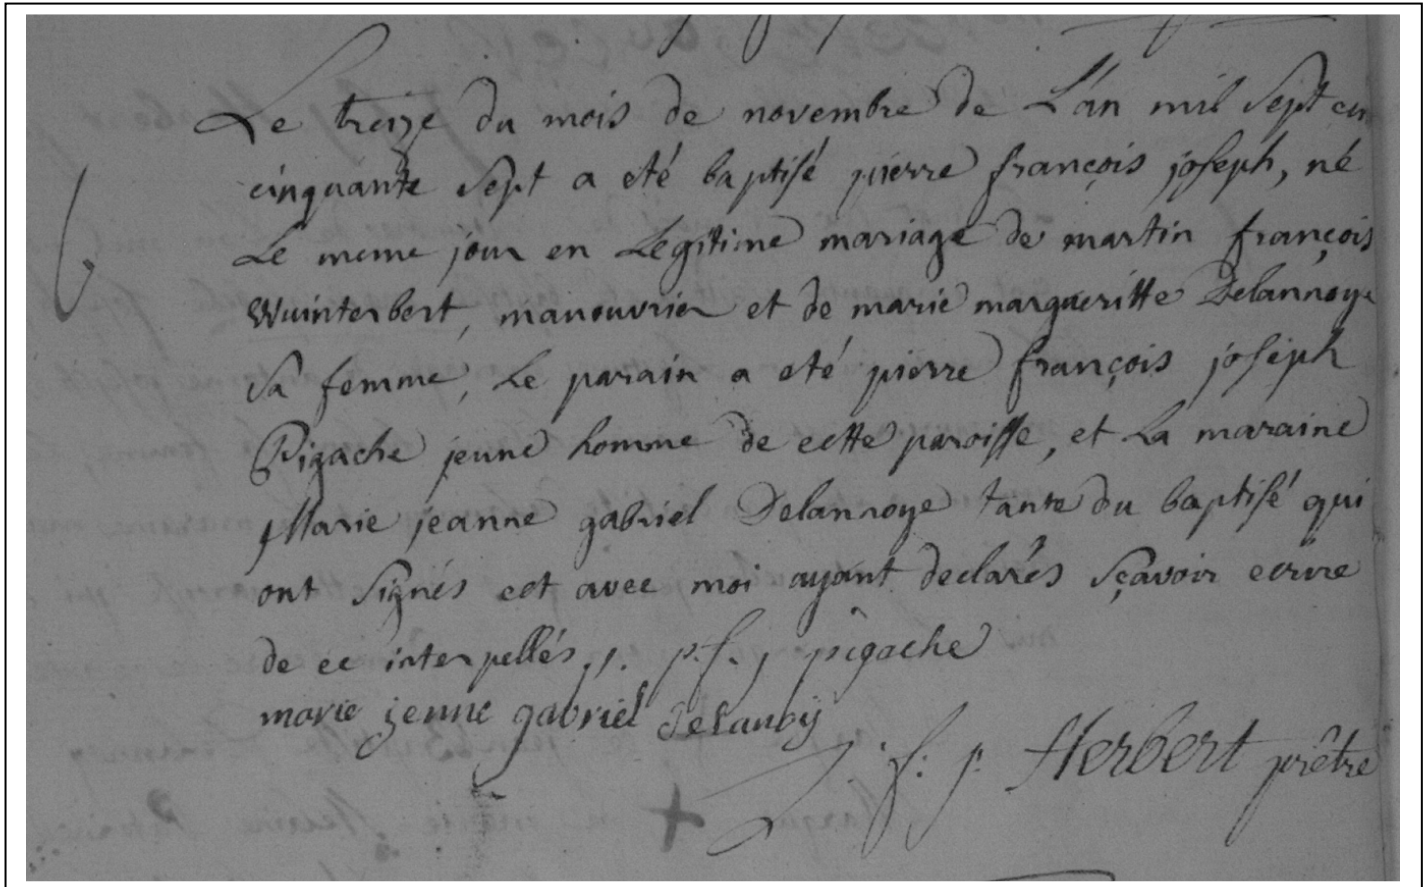 Le treize du mois de novembre de L'an mil sept cen
cinquante sept a eté baptisé pierre françois joseph, né
Le meme jour en Legitime mariage de martin françois
Wuinterbert, manouvrier et de marie margueritte Delannoye
sa femme, Le parain a eté pierre françois joseph
Pigache jeune homme de cette paroisse, et La maraine
Marie jeanne gabriel Delannoye tante du baptisé qui
ont signés cet avec moi ayant declarés sçavoir ecrire
de ce interpellés ,. p. f. j pigache
marie jenne gabriel delanoy
j. f: j. Herbert prêtre